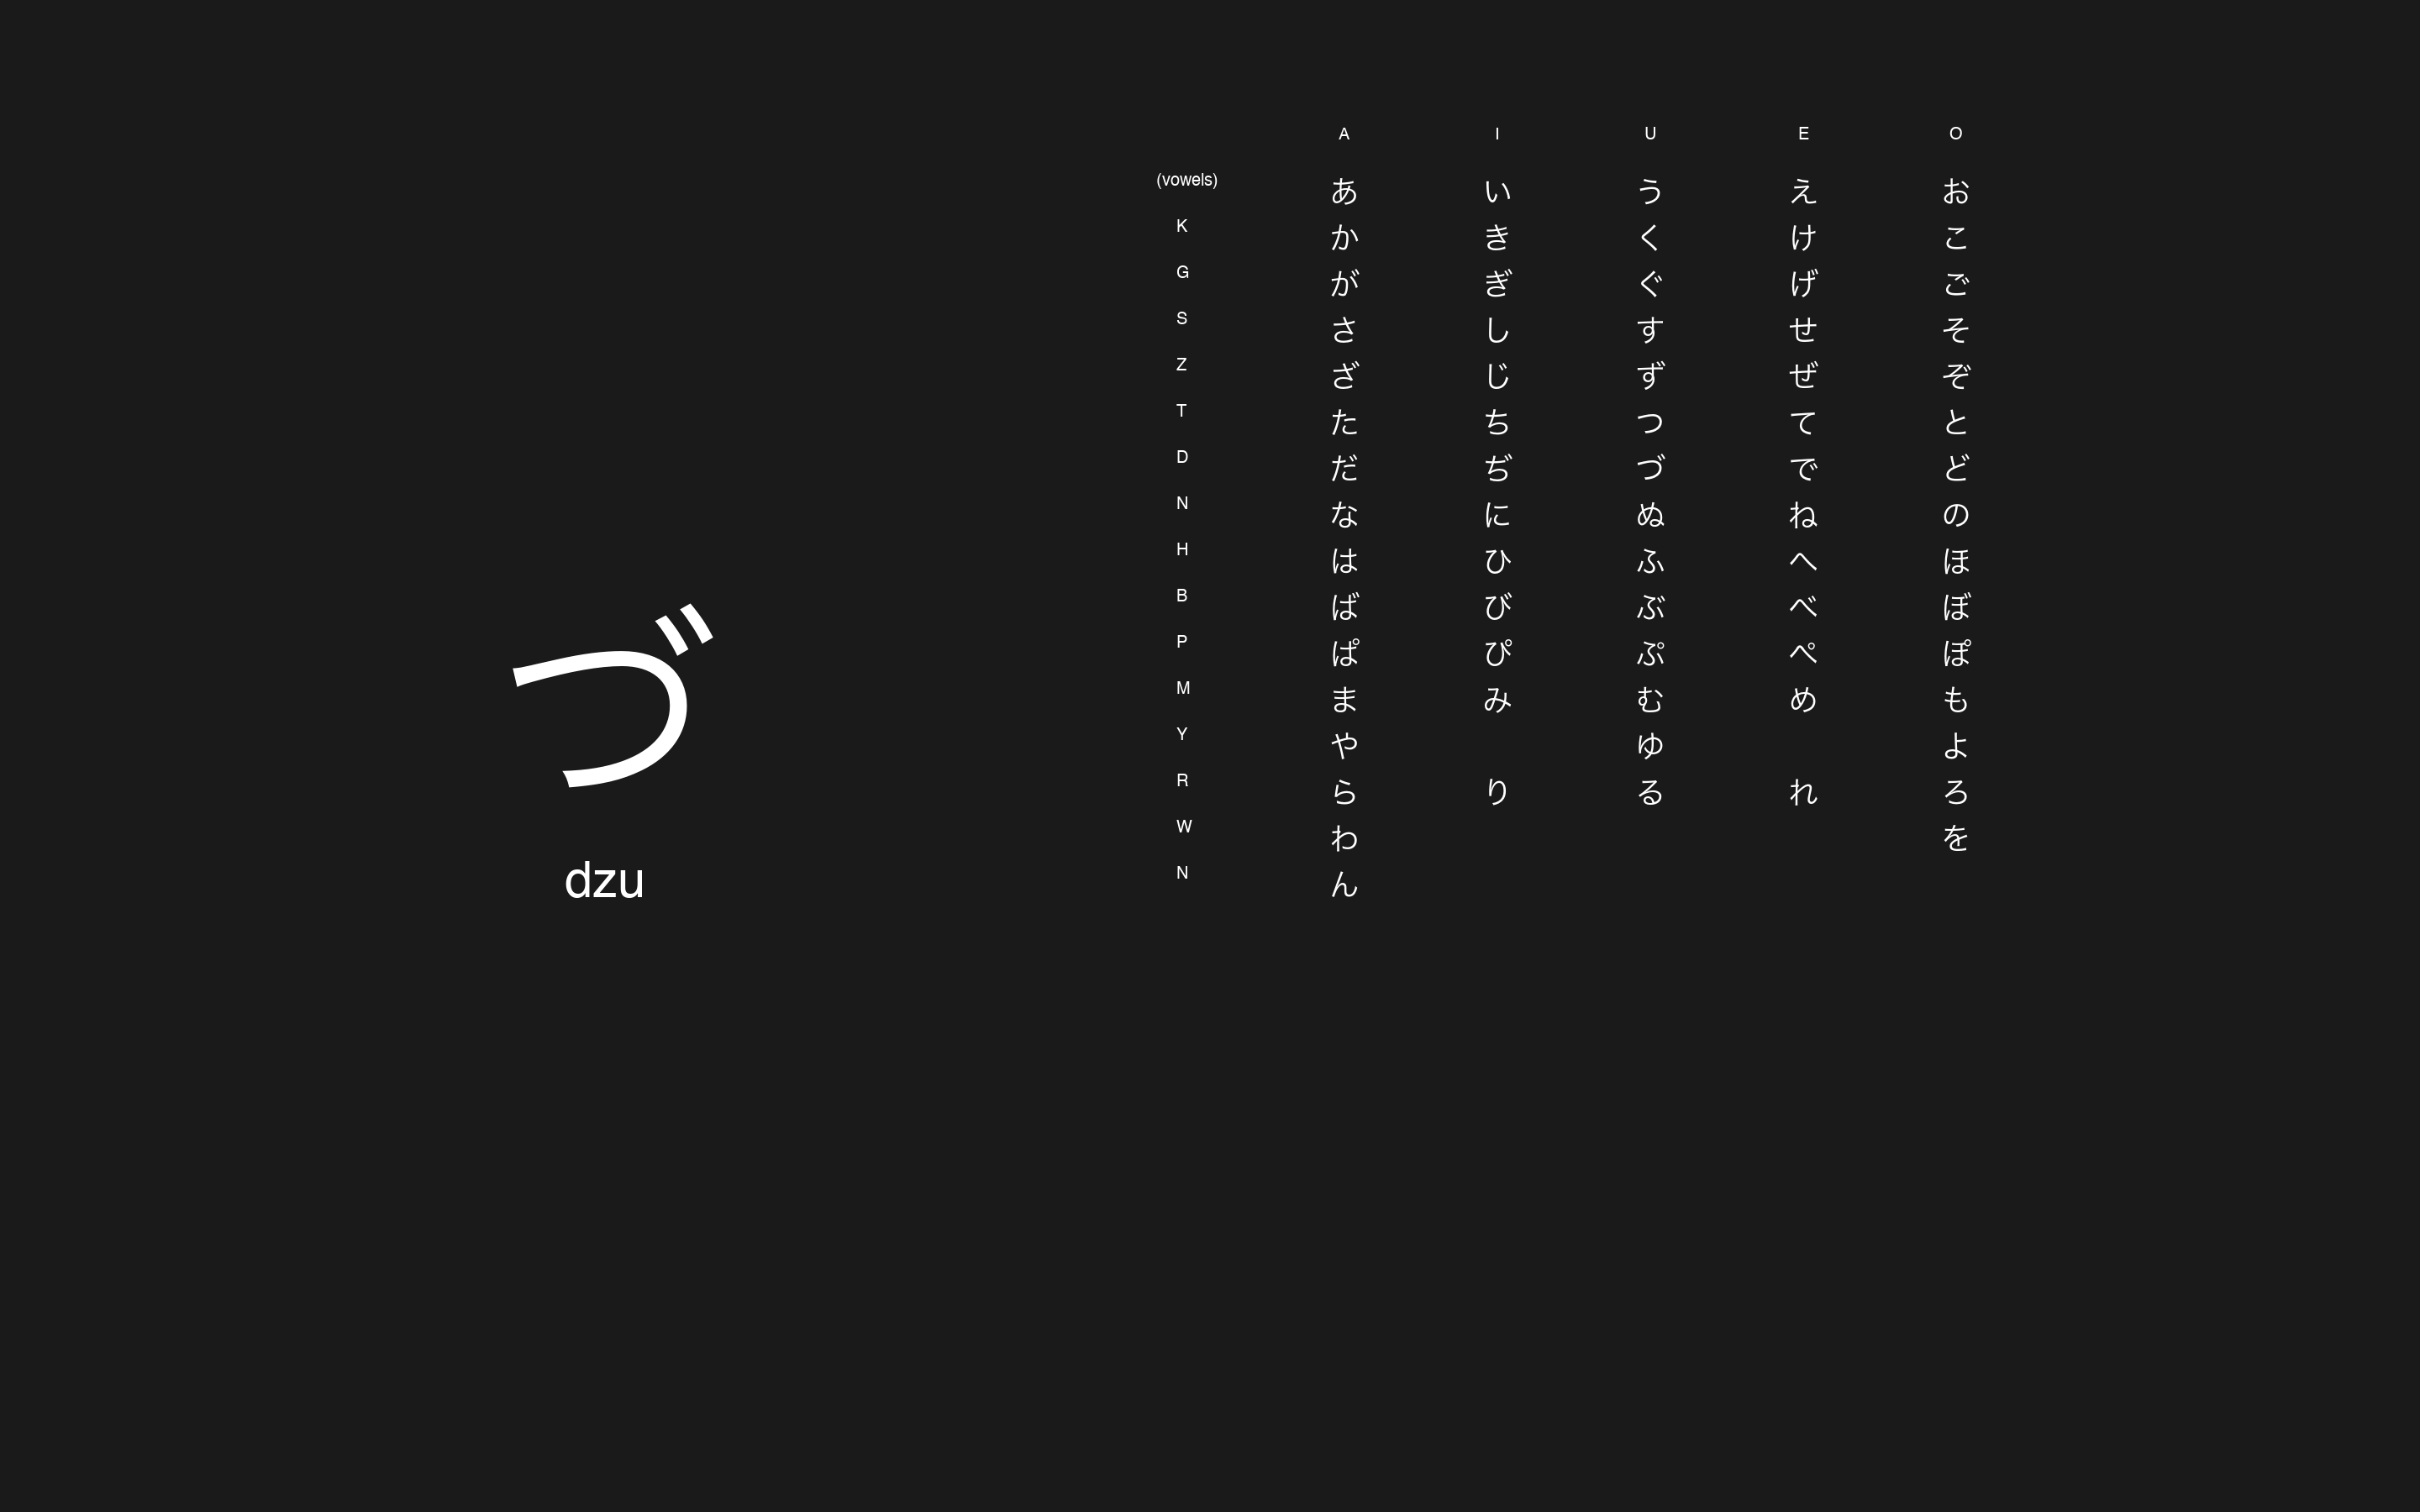 づ
dzu
A I U E O
(vowels) あ い う え お
K か き く け こ
G が ぎ ぐ げ ご
S さ し す せ そ
Z ざ じ ず ぜ ぞ
T た ち つ て と
D だ ぢ づ で ど
N な に ぬ ね の
H は ひ ふ へ ほ
B ば び ぶ べ ぼ
P ぱ ぴ ぷ ぺ ぽ
M ま み む め も
Y や ゆ よ
R ら り る れ ろ
W わ を
N ん